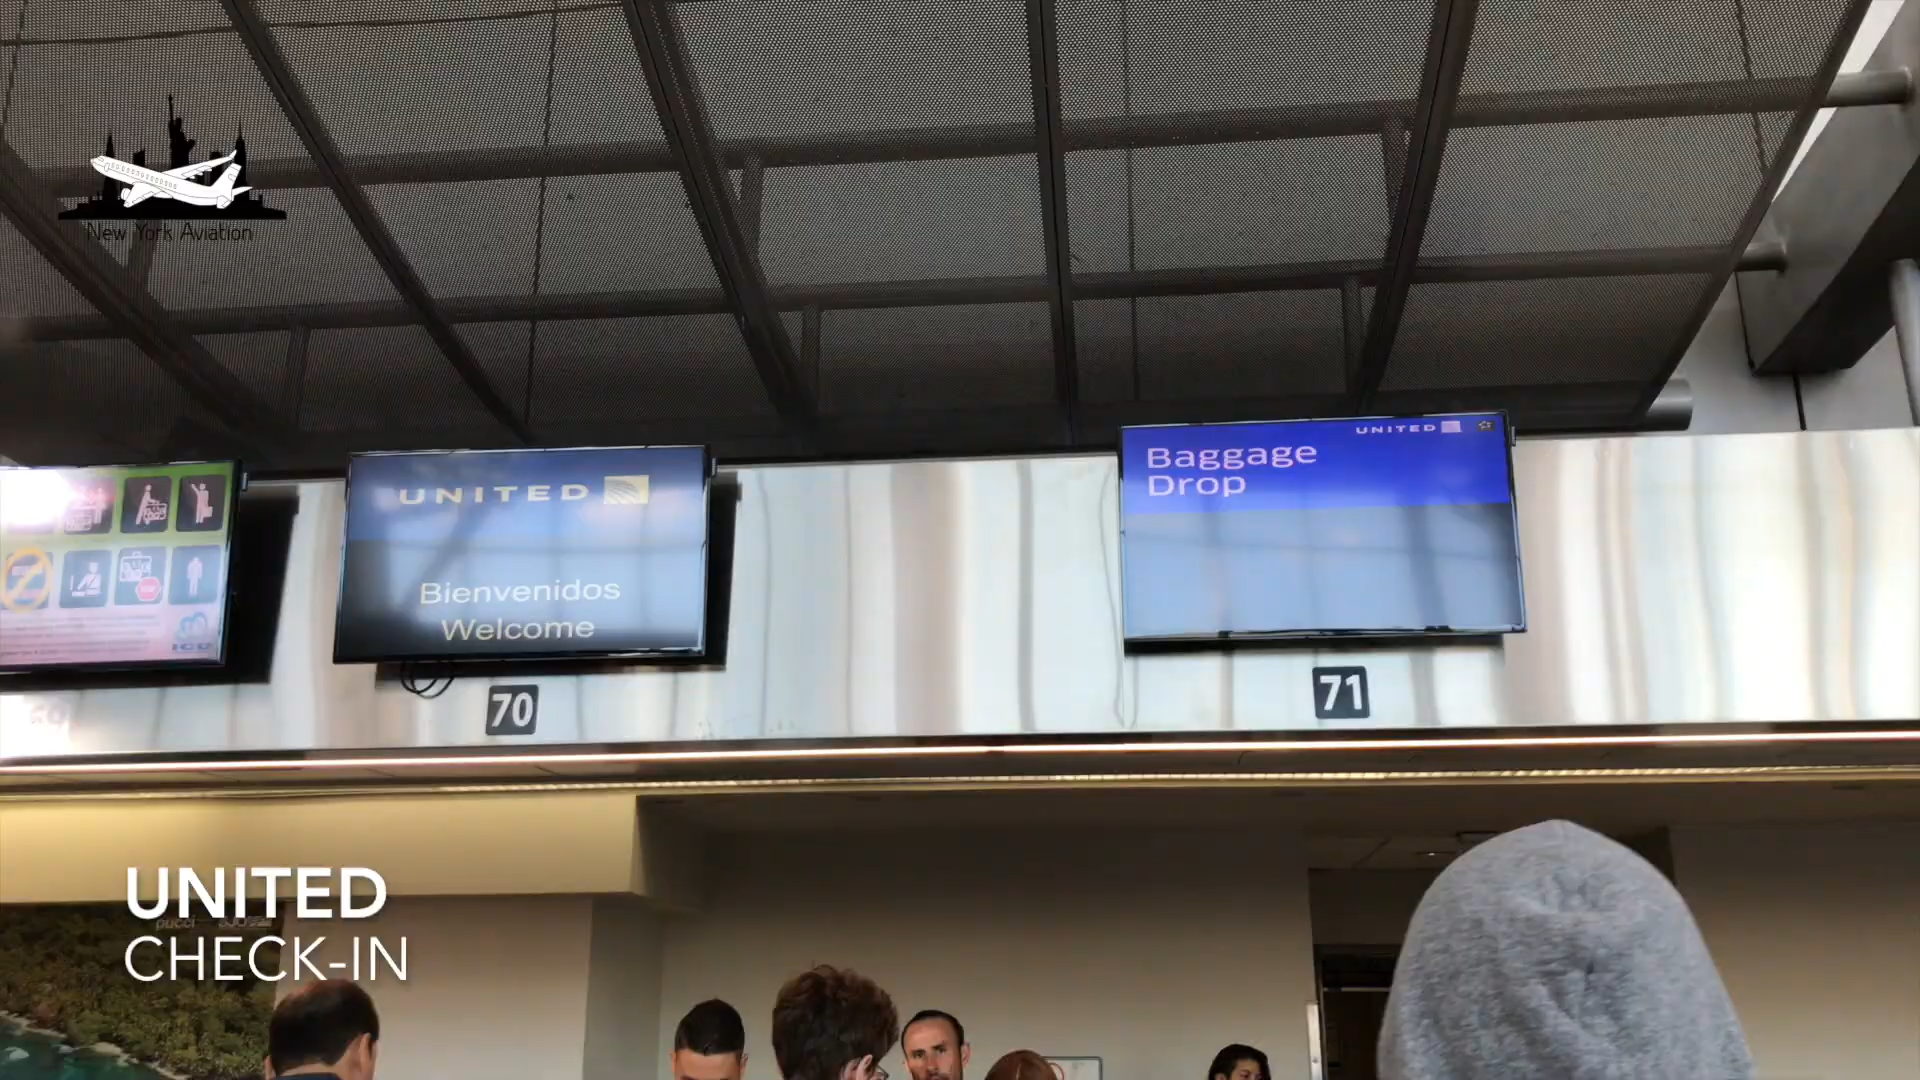 New York Aviation
UNITED
Baggage
Drop
UNITED
Bienvenidos
Welcome
70
71
UNITED
CHECK-IN